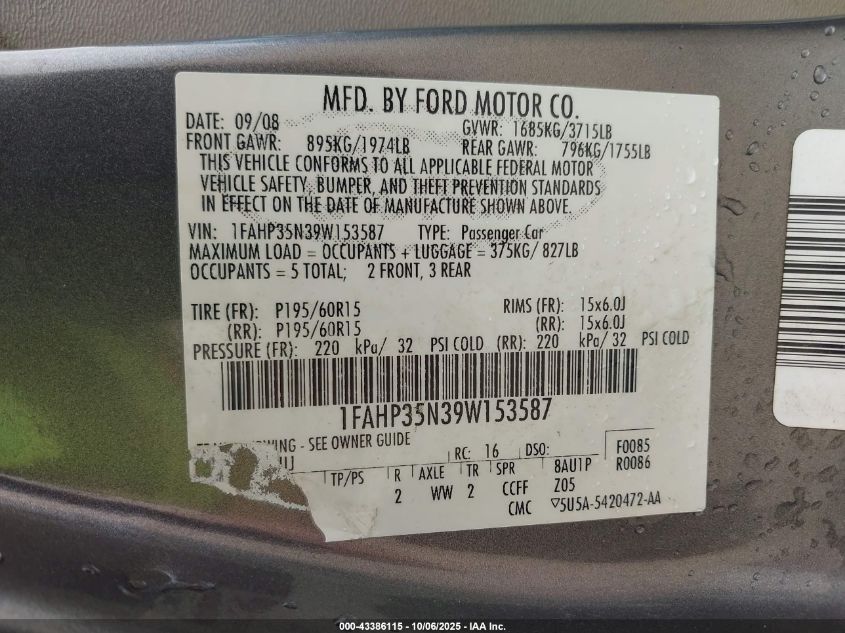 MFD. BY FORD MOTOR CO.
DATE: 09/08 GVWR: 1685KG/3715LB
FRONT GAWR: 895KG/1974LB REAR GAWR: 796KG/1755LB
THIS VEHICLE CONFORMS TO ALL APPLICABLE FEDERAL MOTOR
VEHICLE SAFETY, BUMPER, AND THEFT PREVENTION STANDARDS
IN EFFECT ON THE DATE OF MANUFACTURE SHOWN ABOVE.
VIN: 1FAHP35N39W153587 TYPE: Passenger Car
MAXIMUM LOAD = OCCUPANTS + LUGGAGE = 375KG/ 827LB
OCCUPANTS = 5 TOTAL; 2 FRONT, 3 REAR
TIRE (FR): P195/60R15 RIMS (FR): 15x6.0J
(RR): P195/60R15 (RR): 15x6.0J
PRESSURE (FR): 220 kPa/ 32 PSI COLD (RR): 220 kPa/ 32 PSI COLD
1FAHP35N39W153587
- SEE OWNER GUIDE
RC: 16 DSO: F0085
R0086
TP/PS R AXLE TR SPR 8AU1P
2 WW 2 CCFF Z05
CMC ▽5U5A-5420472-AA
000-43386115 - 10/06/2025 - IAA Inc.